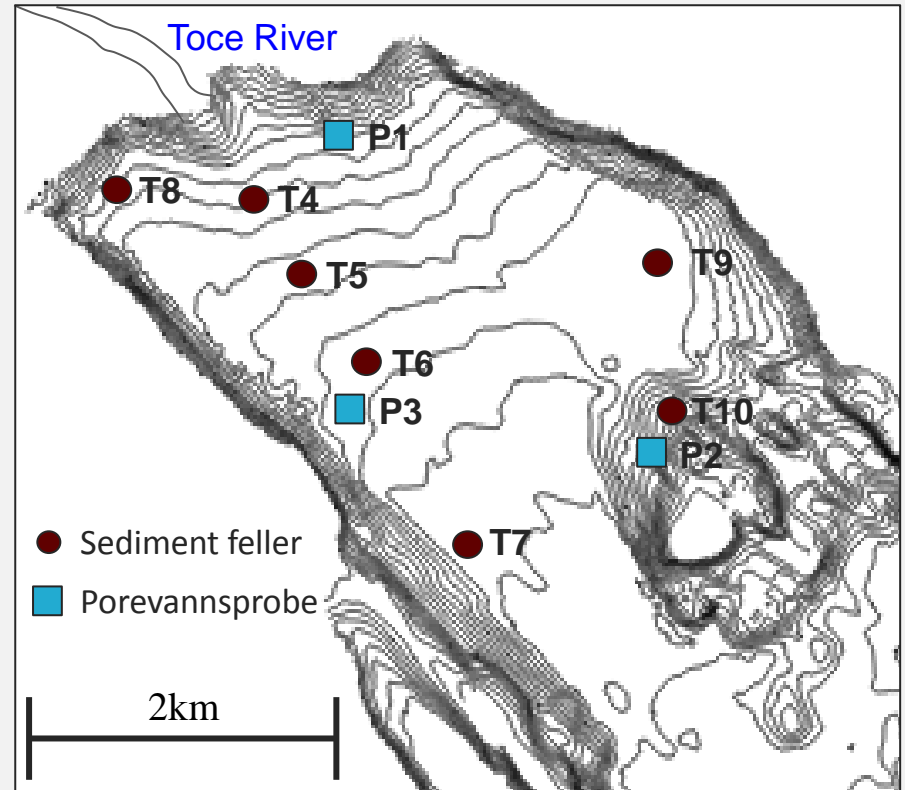 Toce River
P1
T8
T4
T9
T5
T6
P3
T10
P2
T7
Sediment feller
Porevannsprobe
2km